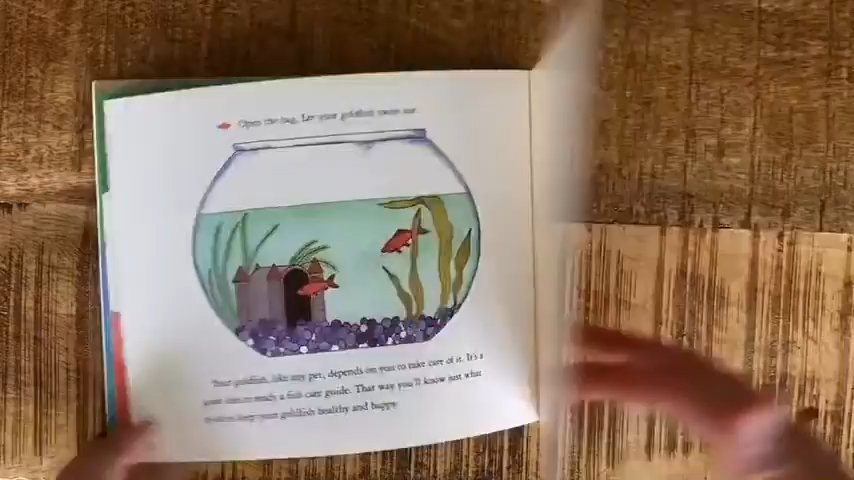 Open the bag. Let your goldfish swim out.
Your goldfish, like any pet, depends on you to take care of it. It's a
to read a fish care guide. That way you'll know just what
keep your goldfish healthy and happy.